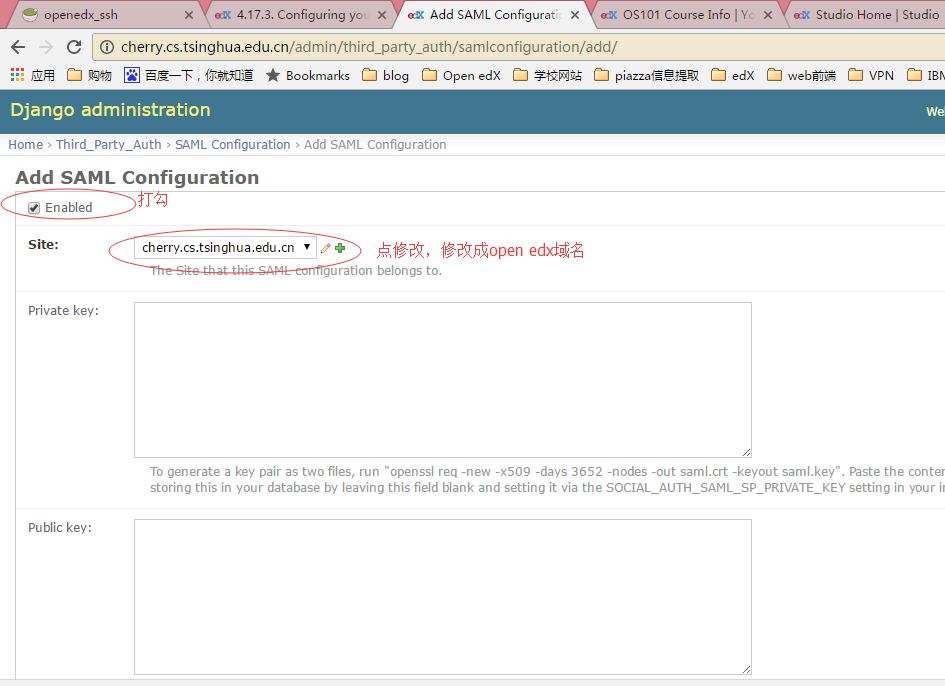 openedx_ssh
4.17.3. Configuring you
Add SAML Configuratio
OS101 Course Info | Yo
Studio Home | Studio
cherry.cs.tsinghua.edu.cn/admin/third_party_auth/samlconfiguration/add/
应用 购物 百度一下，你就知道 Bookmarks blog Open edX 学校网站 piazza信息提取 edX web前端 VPN IBM
Django administration
We
Home › Third_Party_Auth › SAML Configuration › Add SAML Configuration
Add SAML Configuration
Enabled 打勾
Site: cherry.cs.tsinghua.edu.cn 点修改，修改成open edx域名
The Site that this SAML configuration belongs to.
Private key:
To generate a key pair as two files, run "openssl req -new -x509 -days 3652 -nodes -out saml.crt -keyout saml.key". Paste the conten
storing this in your database by leaving this field blank and setting it via the SOCIAL_AUTH_SAML_SP_PRIVATE_KEY setting in your in
Public key: